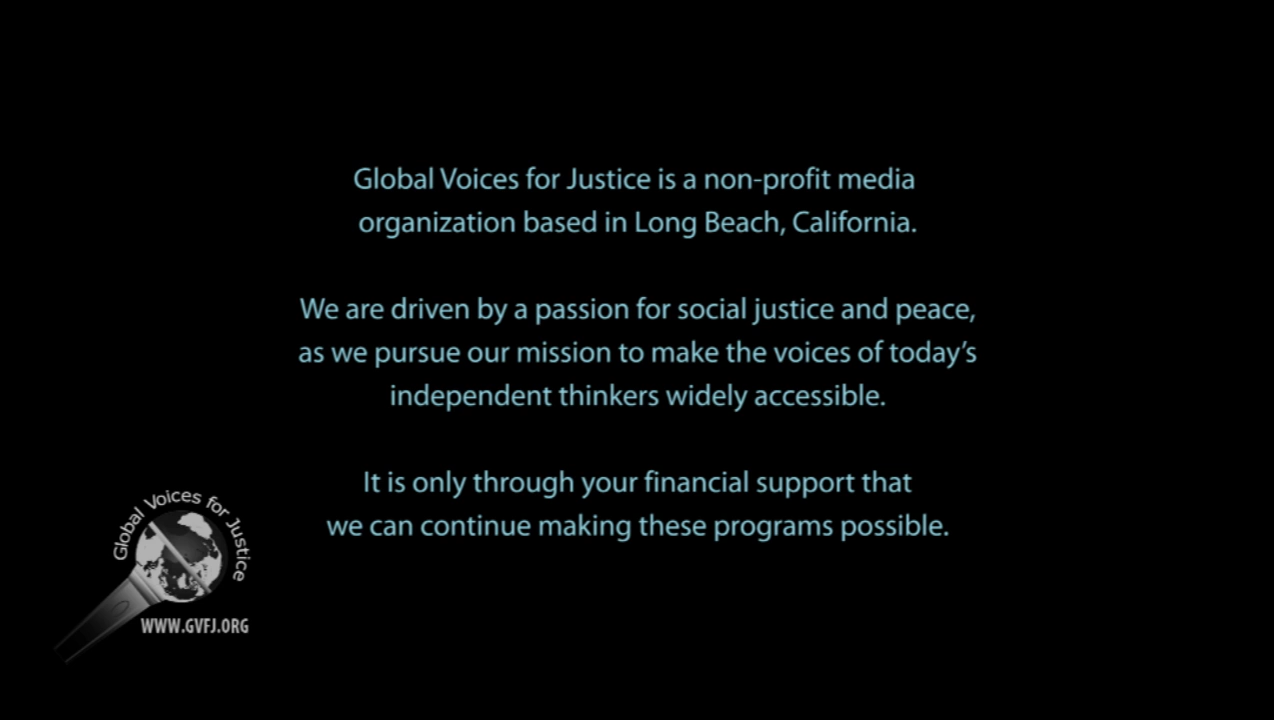 Global Voices for Justice is a non-profit media
organization based in Long Beach, California.
We are driven by a passion for social justice and peace,
as we pursue our mission to make the voices of today’s
independent thinkers widely accessible.
It is only through your financial support that
we can continue making these programs possible.
Global Voices for Justice
WWW.GVFJ.ORG